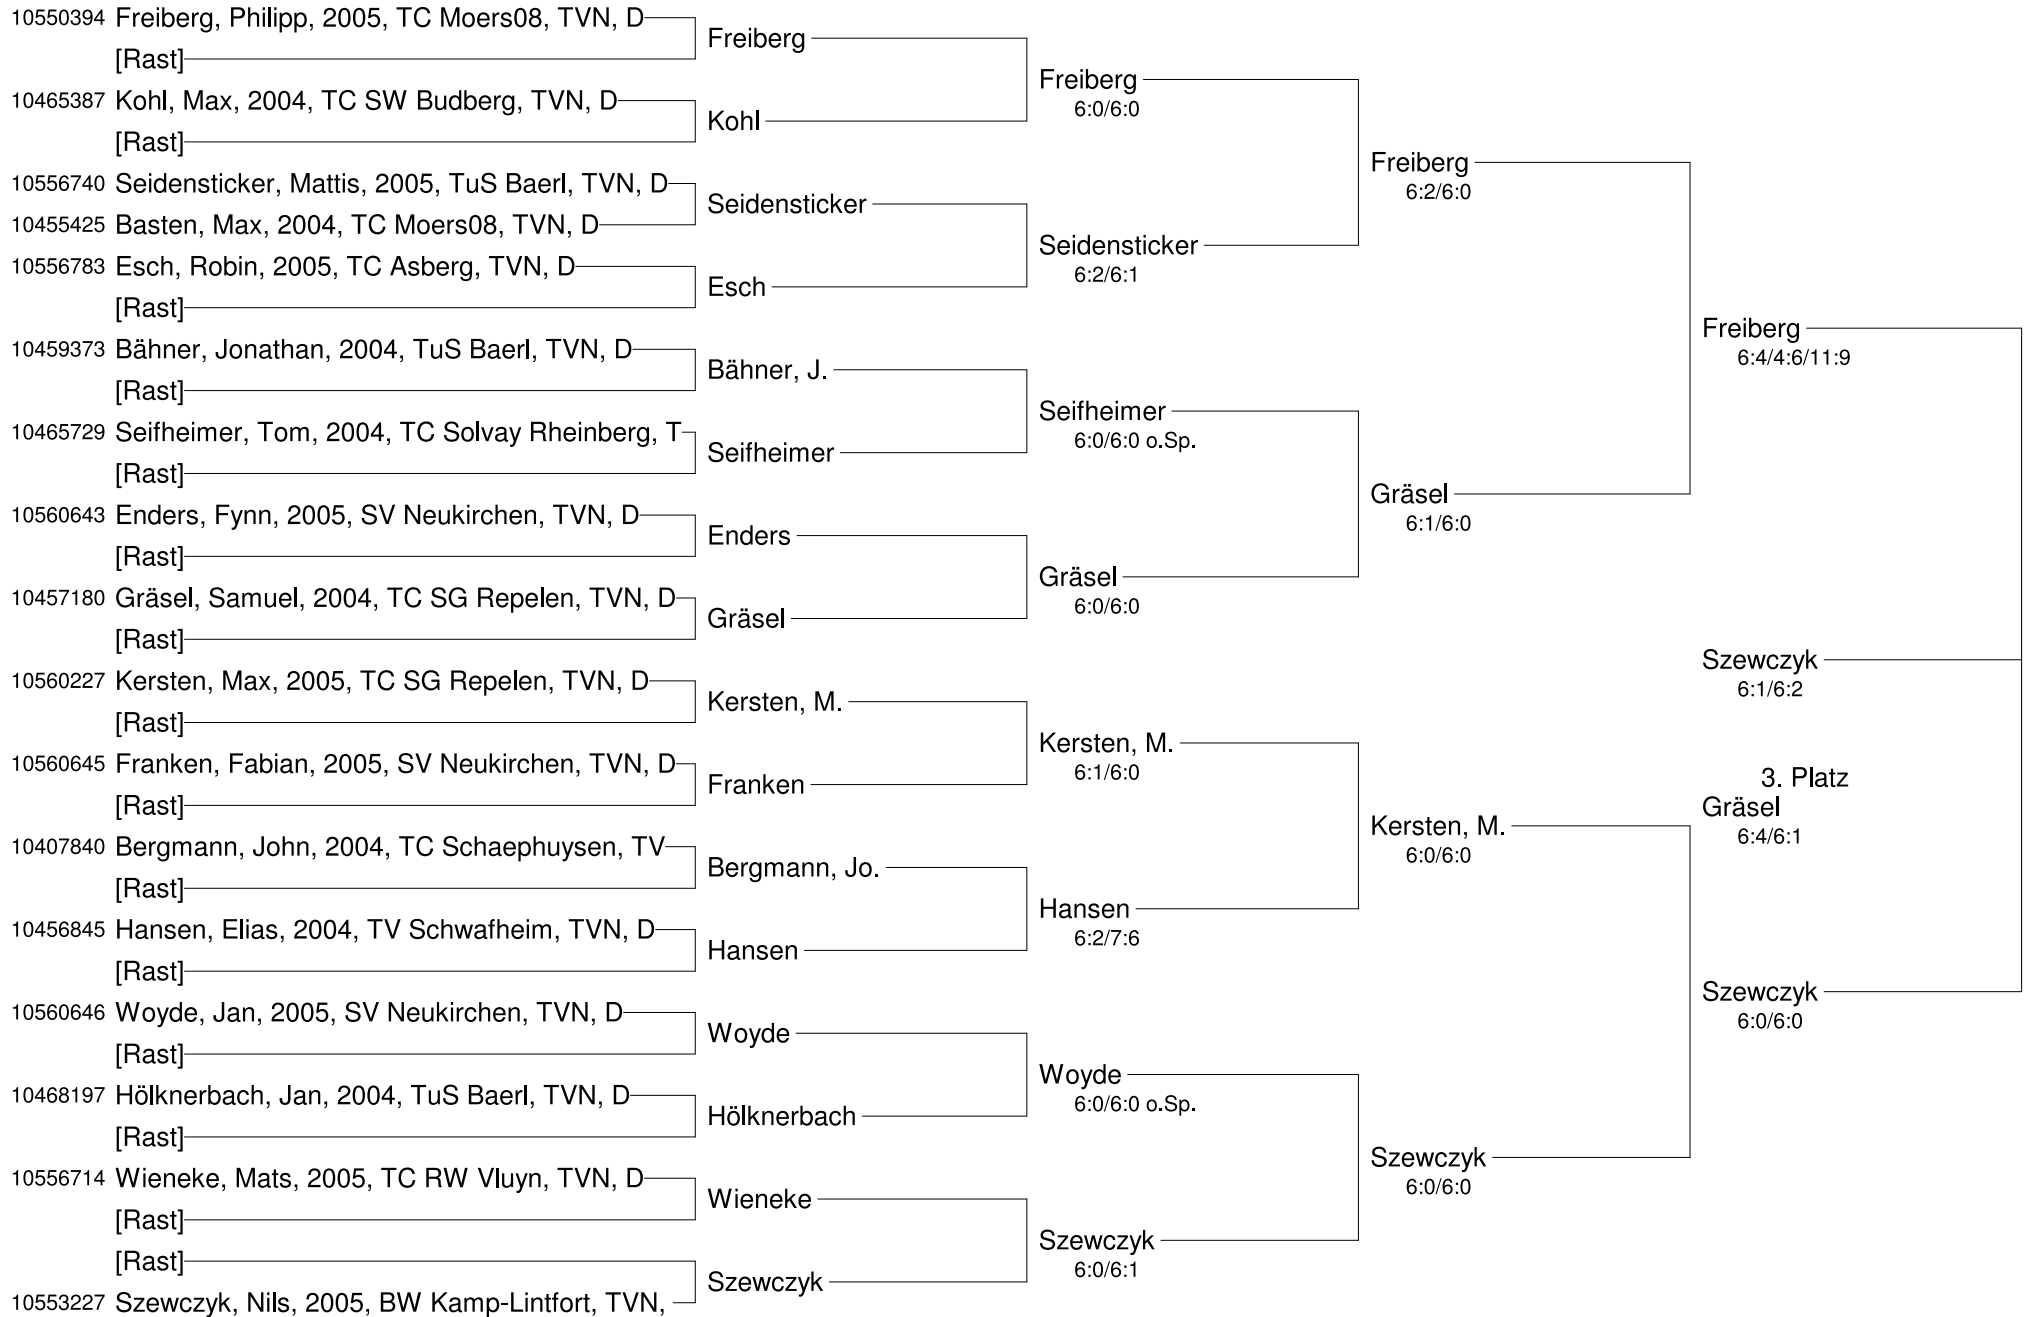 10550394 Freiberg, Philipp, 2005, TC Moers08, TVN, D
[Rast]
10465387 Kohl, Max, 2004, TC SW Budberg, TVN, D
[Rast]
10556740 Seidensticker, Mattis, 2005, TuS Baerl, TVN, D
10455425 Basten, Max, 2004, TC Moers08, TVN, D
10556783 Esch, Robin, 2005, TC Asberg, TVN, D
[Rast]
10459373 Bähner, Jonathan, 2004, TuS Baerl, TVN, D
[Rast]
10465729 Seifheimer, Tom, 2004, TC Solvay Rheinberg, T
[Rast]
10560643 Enders, Fynn, 2005, SV Neukirchen, TVN, D
[Rast]
10457180 Gräsel, Samuel, 2004, TC SG Repelen, TVN, D
[Rast]
10560227 Kersten, Max, 2005, TC SG Repelen, TVN, D
[Rast]
10560645 Franken, Fabian, 2005, SV Neukirchen, TVN, D
[Rast]
10407840 Bergmann, John, 2004, TC Schaephuysen, TV
[Rast]
10456845 Hansen, Elias, 2004, TV Schwafheim, TVN, D
[Rast]
10560646 Woyde, Jan, 2005, SV Neukirchen, TVN, D
[Rast]
10468197 Hölknerbach, Jan, 2004, TuS Baerl, TVN, D
[Rast]
10556714 Wieneke, Mats, 2005, TC RW Vluyn, TVN, D
[Rast]
[Rast]
10553227 Szewczyk, Nils, 2005, BW Kamp-Lintfort, TVN,
Freiberg
Kohl
Seidensticker
Esch
Bähner, J.
Seifheimer
Enders
Gräsel
Kersten, M.
Franken
Bergmann, Jo.
Hansen
Woyde
Hölknerbach
Wieneke
Szewczyk
Freiberg
6:0/6:0
Seidensticker
6:2/6:1
Seifheimer
6:0/6:0 o.Sp.
Gräsel
6:0/6:0
Kersten, M.
6:1/6:0
Hansen
6:2/7:6
Woyde
6:0/6:0 o.Sp.
Szewczyk
6:0/6:1
Freiberg
6:2/6:0
Gräsel
6:1/6:0
Kersten, M.
6:0/6:0
Szewczyk
6:0/6:0
Freiberg
6:4/4:6/11:9
Szewczyk
6:1/6:2
3. Platz
Gräsel
6:4/6:1
Szewczyk
6:0/6:0